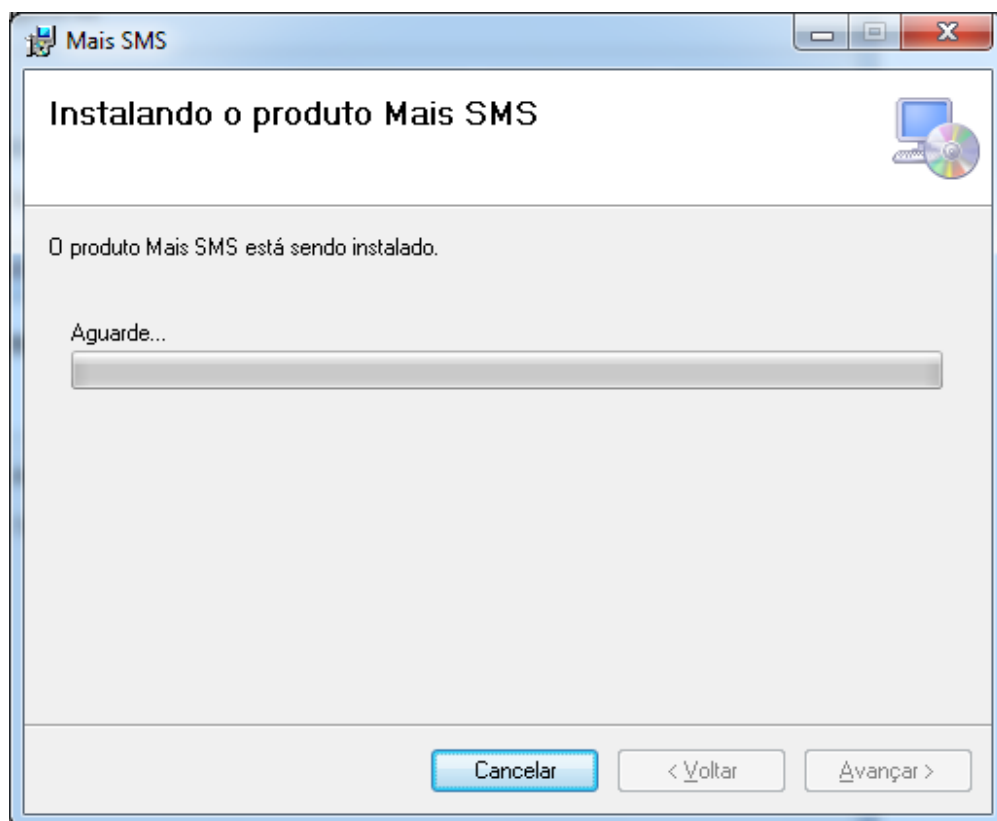 Mais SMS
Instalando o produto Mais SMS
O produto Mais SMS está sendo instalado.
Aguarde...
Cancelar
< Voltar
Avançar >